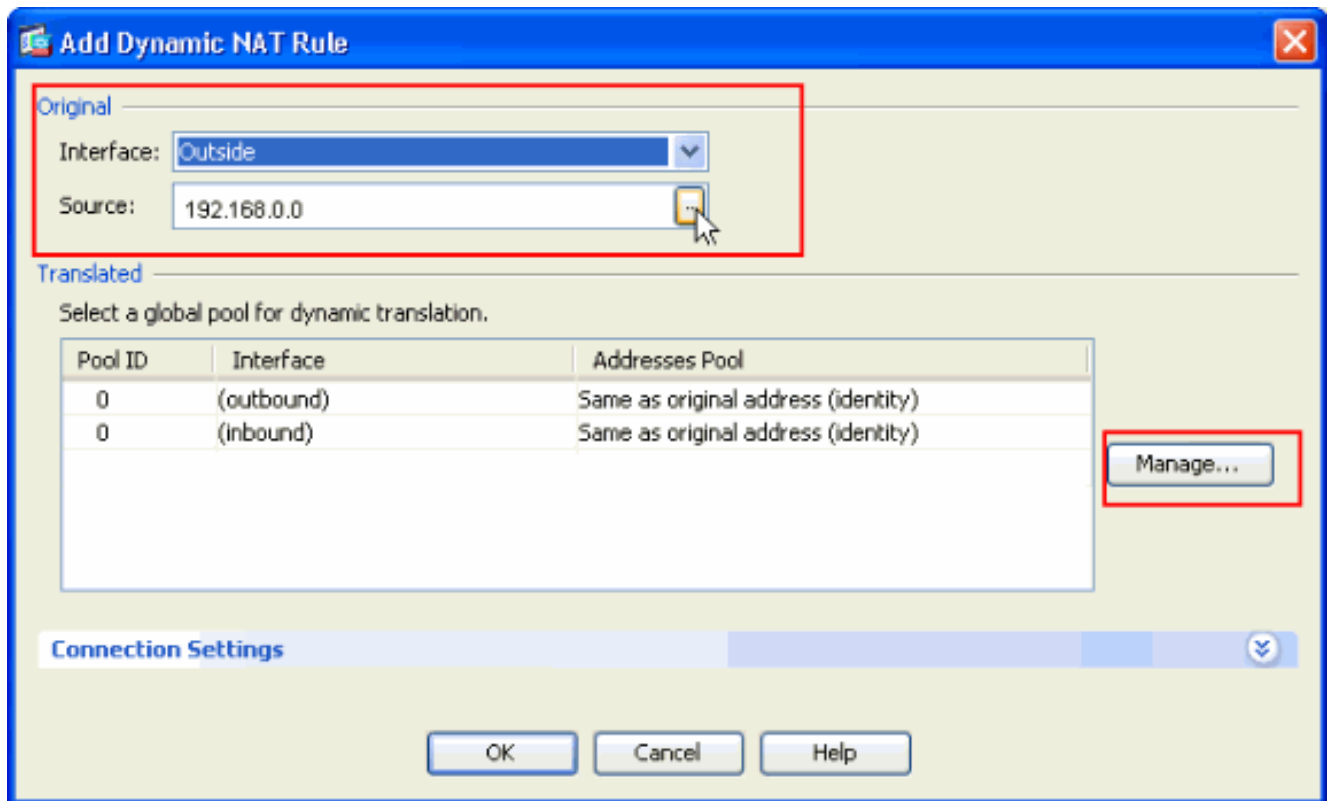 Add Dynamic NAT Rule
Original
Interface: Outside
Source: 192.168.0.0 ...
Translated
Select a global pool for dynamic translation.
Pool ID Interface Addresses Pool
0 (outbound) Same as original address (identity)
0 (inbound) Same as original address (identity)
Manage...
Connection Settings
OK Cancel Help